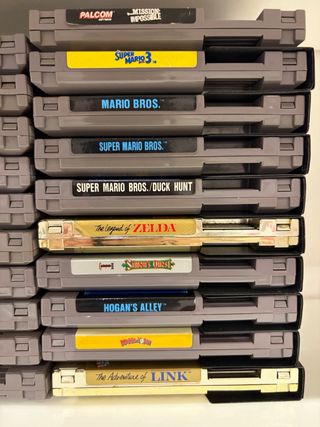 PALCOM
MISSION:
IMPOSSIBLE
SUPER
MARIO 3
MARIO BROS.
SUPER MARIO BROS.
SUPER MARIO BROS./DUCK HUNT
The Legend of ZELDA
HOGAN'S ALLEY
The Adventure of LINK